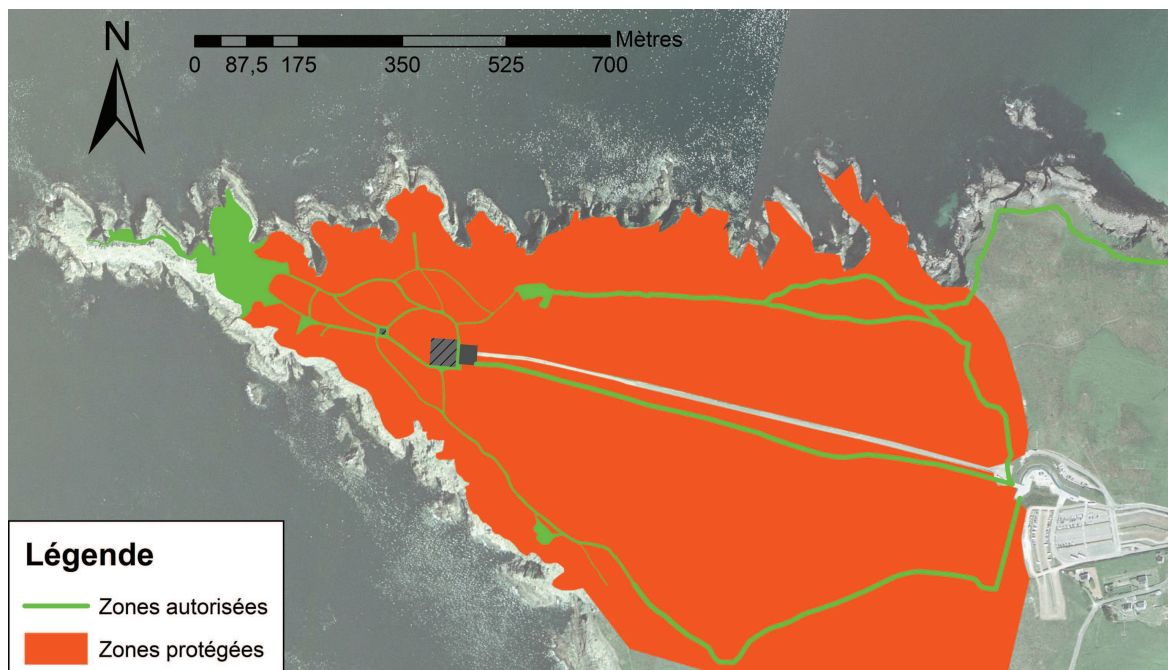 N
Mètres
0 87,5 175 350 525 700
Légende
Zones autorisées
Zones protégées